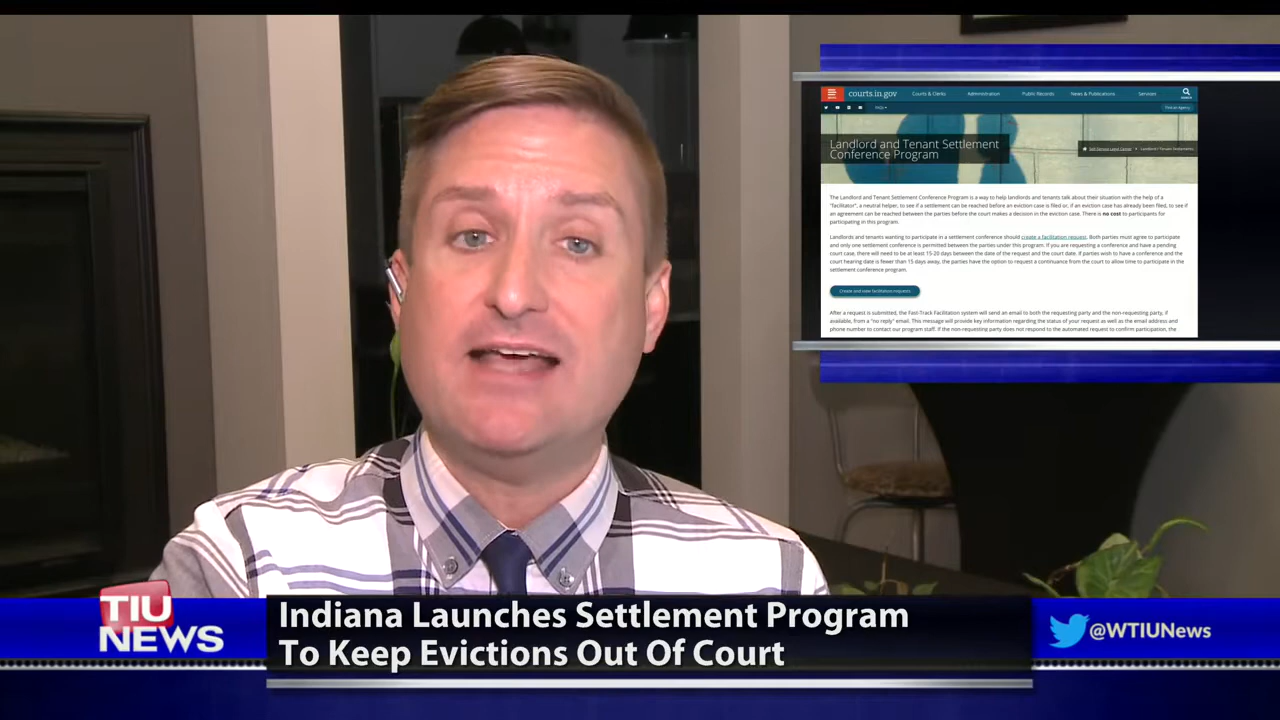 courts.in.gov
Courts & Clerks
Administration
Public Records
News & Publications
Services
SEARCH
FAQs
Find an Agency
Landlord and Tenant Settlement
Conference Program
Self-Service Legal Center
Landlord / Tenant Settlements
The Landlord and Tenant Settlement Conference Program is a way to help landlords and tenants talk about their situation with the help of a
"facilitator", a neutral helper, to see if a settlement can be reached before an eviction case is filed or, if an eviction case has already been filed, to see if
an agreement can be reached between the parties before the court makes a decision in the eviction case. There is no cost to participants for
participating in this program.
Landlords and tenants wanting to participate in a settlement conference should create a facilitation request. Both parties must agree to participate
and only one settlement conference is permitted between the parties under this program. If you are requesting a conference and have a pending
court case, there will need to be at least 15-20 days between the date of the request and the court date. If parties wish to have a conference and the
court hearing date is fewer than 15 days away, the parties have the option to request a continuance from the court to allow time to participate in the
settlement conference program.
Create and view facilitation requests
After a request is submitted, the Fast-Track Facilitation system will send an email to both the requesting party and the non-requesting party, if
available, from a "no reply" email. This message will provide key information regarding the status of your request as well as the email address and
phone number to contact our program staff. If the non-requesting party does not respond to the automated request to confirm participation, the
TIU
NEWS
Indiana Launches Settlement Program
To Keep Evictions Out Of Court
@WTIUNews